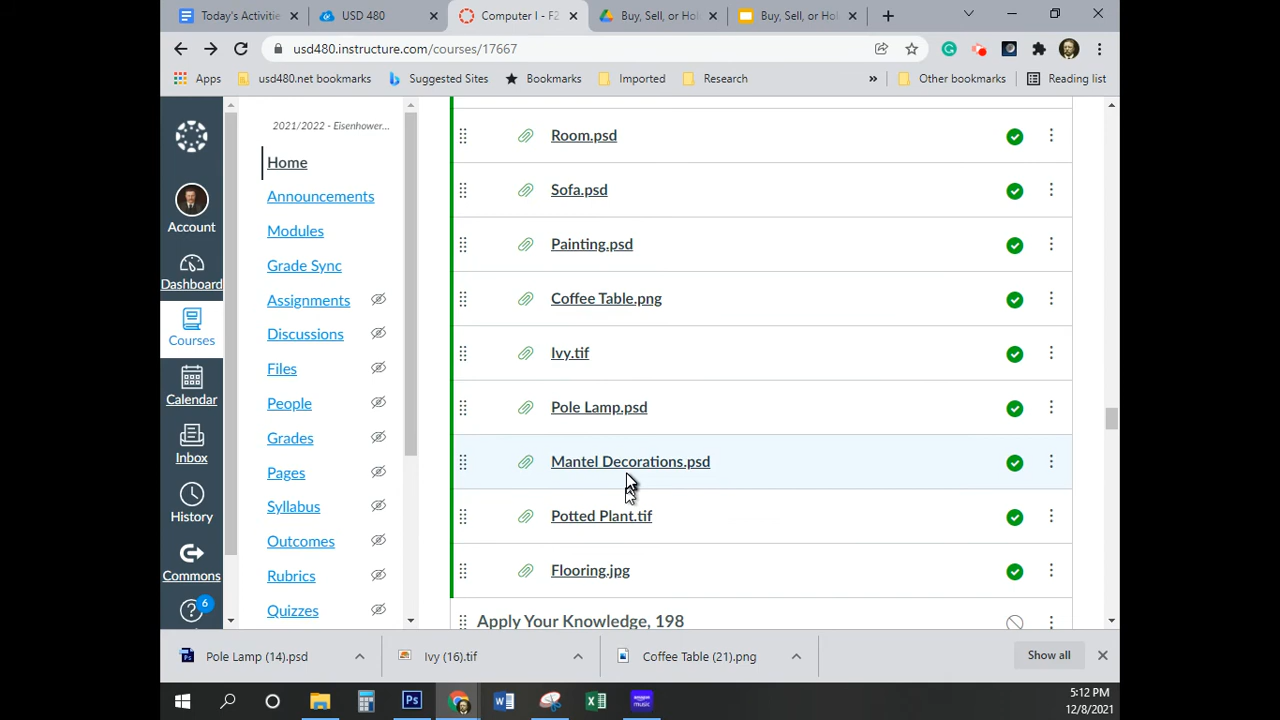 Today's Activitie
USD 480
Computer I - F2
Buy, Sell, or Hol
Buy, Sell, or Hol
usd480.instructure.com/courses/17667
Apps
usd480.net bookmarks
Suggested Sites
Bookmarks
Imported
Research
»
Other bookmarks
Reading list
Account
Dashboard
Courses
Calendar
Inbox
History
Commons
6
2021/2022 - Eisenhower...
Home
Announcements
Modules
Grade Sync
Assignments
Discussions
Files
People
Grades
Pages
Syllabus
Outcomes
Rubrics
Quizzes
Room.psd
Sofa.psd
Painting.psd
Coffee Table.png
Ivy.tif
Pole Lamp.psd
Mantel Decorations.psd
Potted Plant.tif
Flooring.jpg
Apply Your Knowledge, 198
Pole Lamp (14).psd
Ivy (16).tif
Coffee Table (21).png
Show all
Ps
W
X
music
5:12 PM
12/8/2021